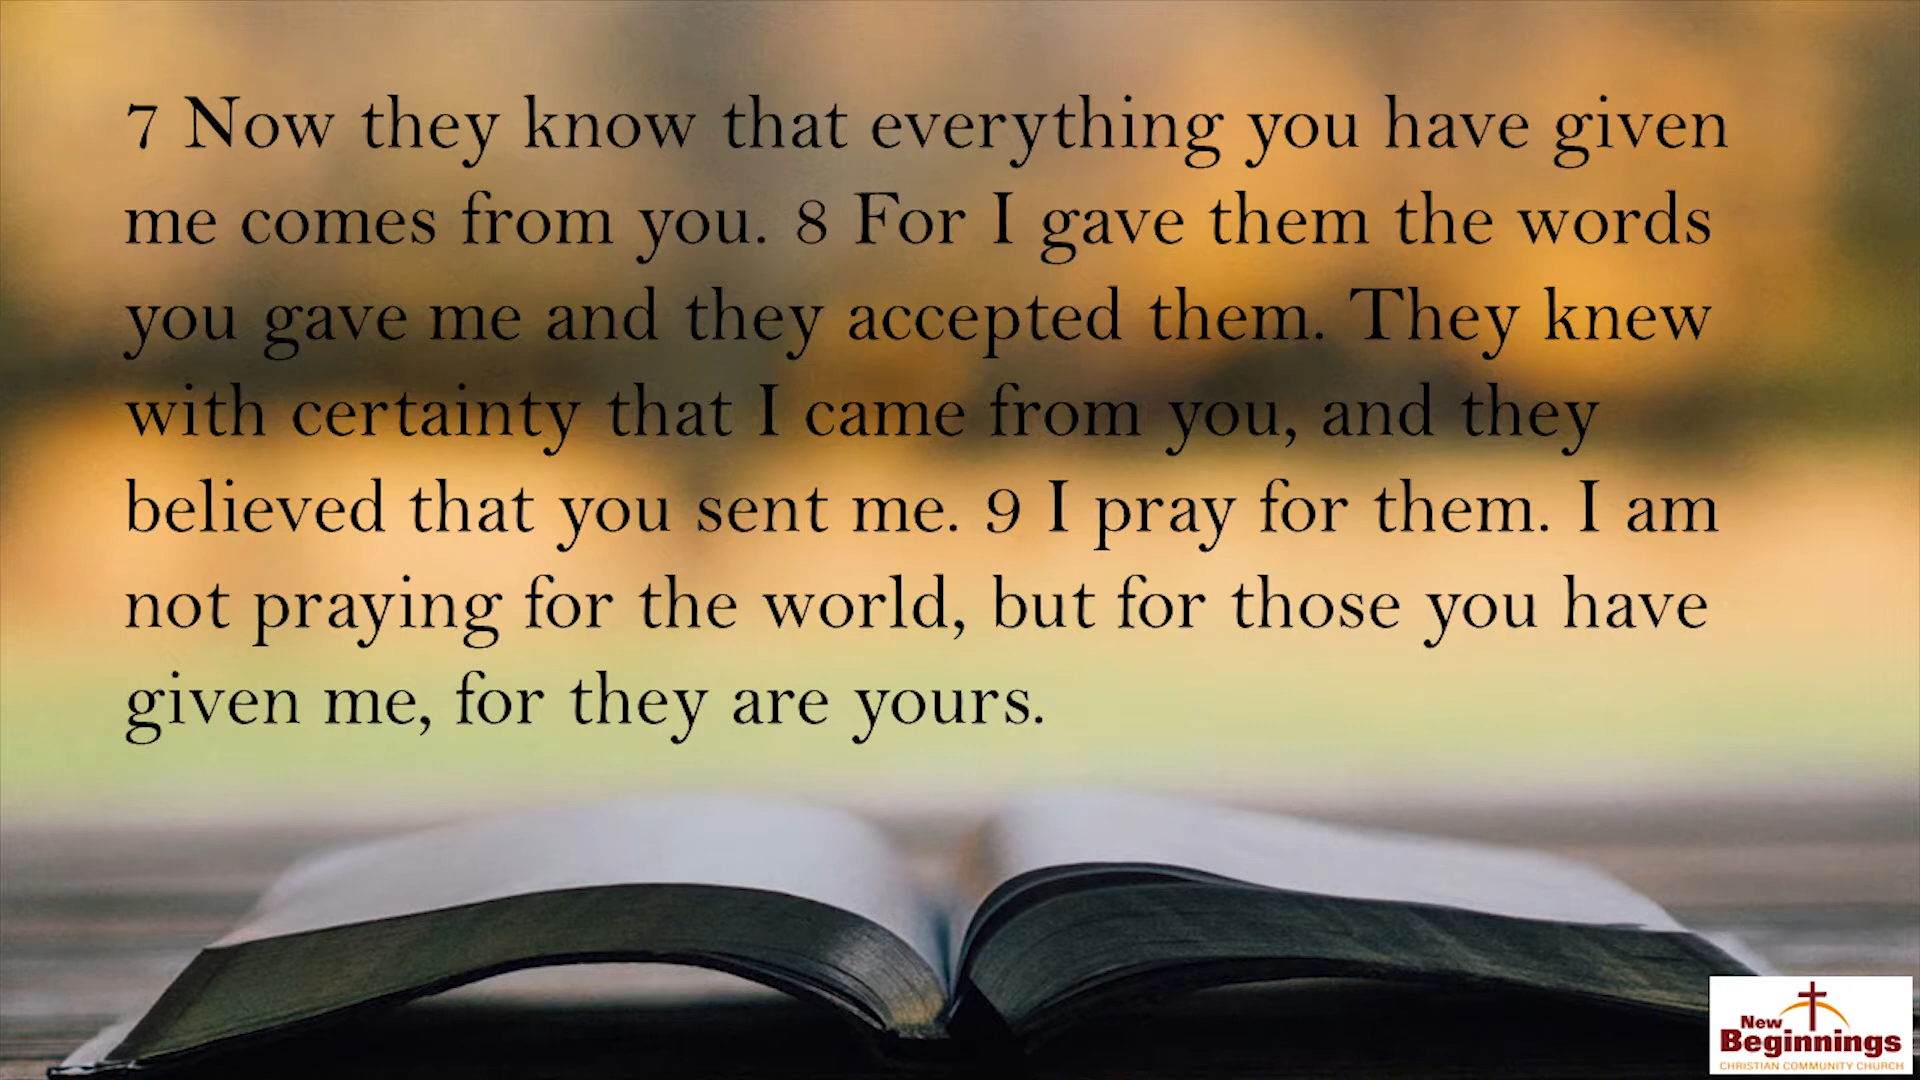 7 Now they know that everything you have given
me comes from you. 8 For I gave them the words
you gave me and they accepted them. They knew
with certainty that I came from you, and they
believed that you sent me. 9 I pray for them. I am
not praying for the world, but for those you have
given me, for they are yours.
New
Beginnings
CHRISTIAN COMMUNITY CHURCH